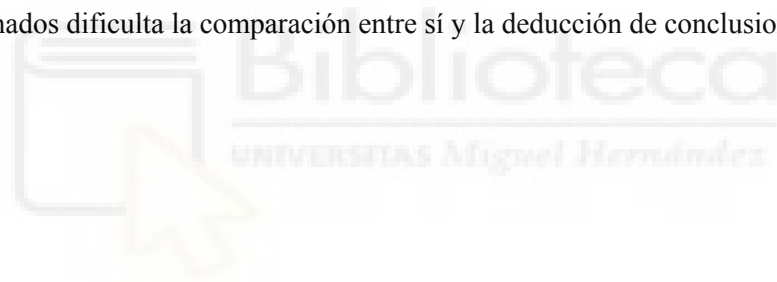 nados dificulta la comparación entre sí y la deducción de conclusio
Biblioteca
UNIVERSITAS Miguel Hernández